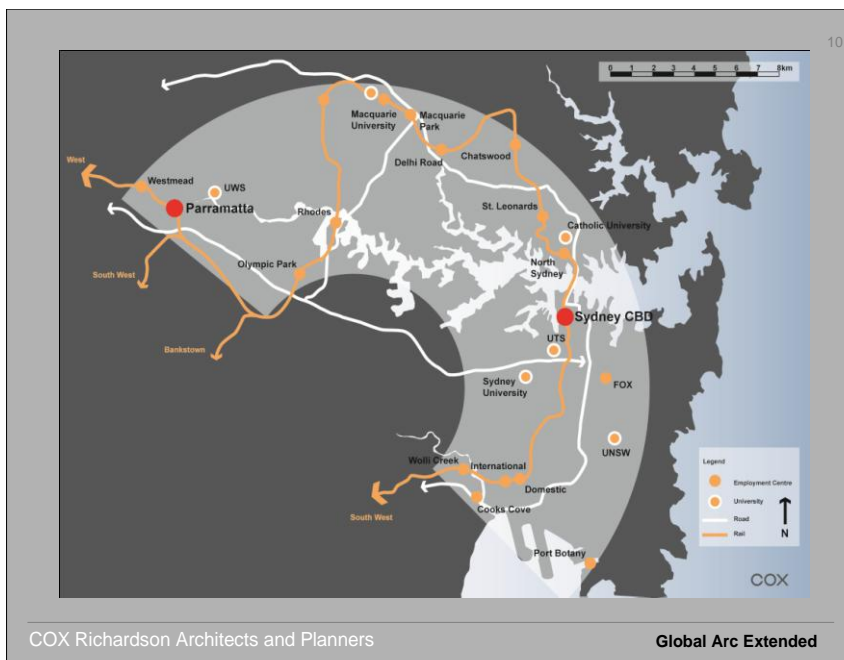 10
0 1 2 3 4 5 6 7 8km
Macquarie
University
Macquarie
Park
Delhi Road
Chatswood
West
Westmead
UWS
Parramatta
Rhodes
St. Leonards
Catholic University
Olympic Park
North
Sydney
South West
Sydney CBD
Bankstown
UTS
Sydney
University
FOX
UNSW
Wolli Creek
International
Domestic
Cooks Cove
South West
Port Botany
Legend
Employment Centre
University
Road
Rail
N
COX
COX Richardson Architects and Planners
Global Arc Extended